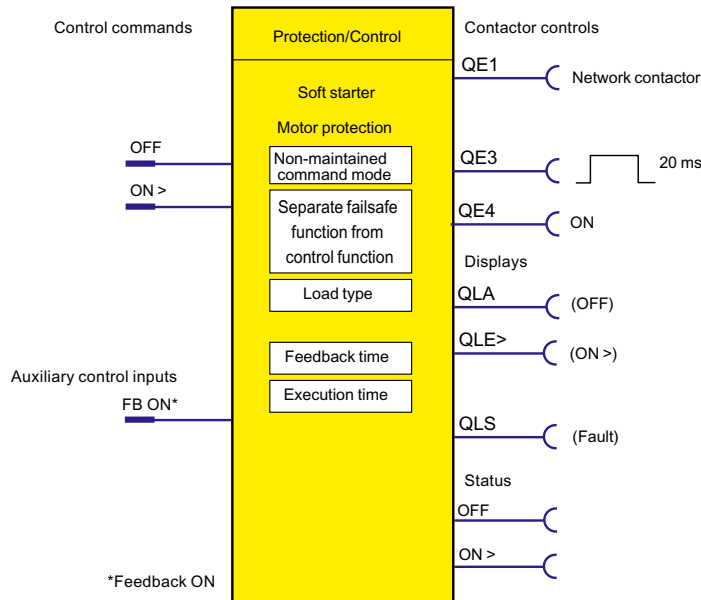 Control commands
Protection/Control
Contactor controls
QE1
Network contactor
Soft starter
Motor protection
OFF
Non-maintained
command mode
QE3
20 ms
ON >
Separate failsafe
function from
control function
QE4
ON
Displays
Load type
QLA
(OFF)
QLE>
(ON >)
Feedback time
Auxiliary control inputs
Execution time
FB ON*
QLS
(Fault)
Status
OFF
ON >
*Feedback ON